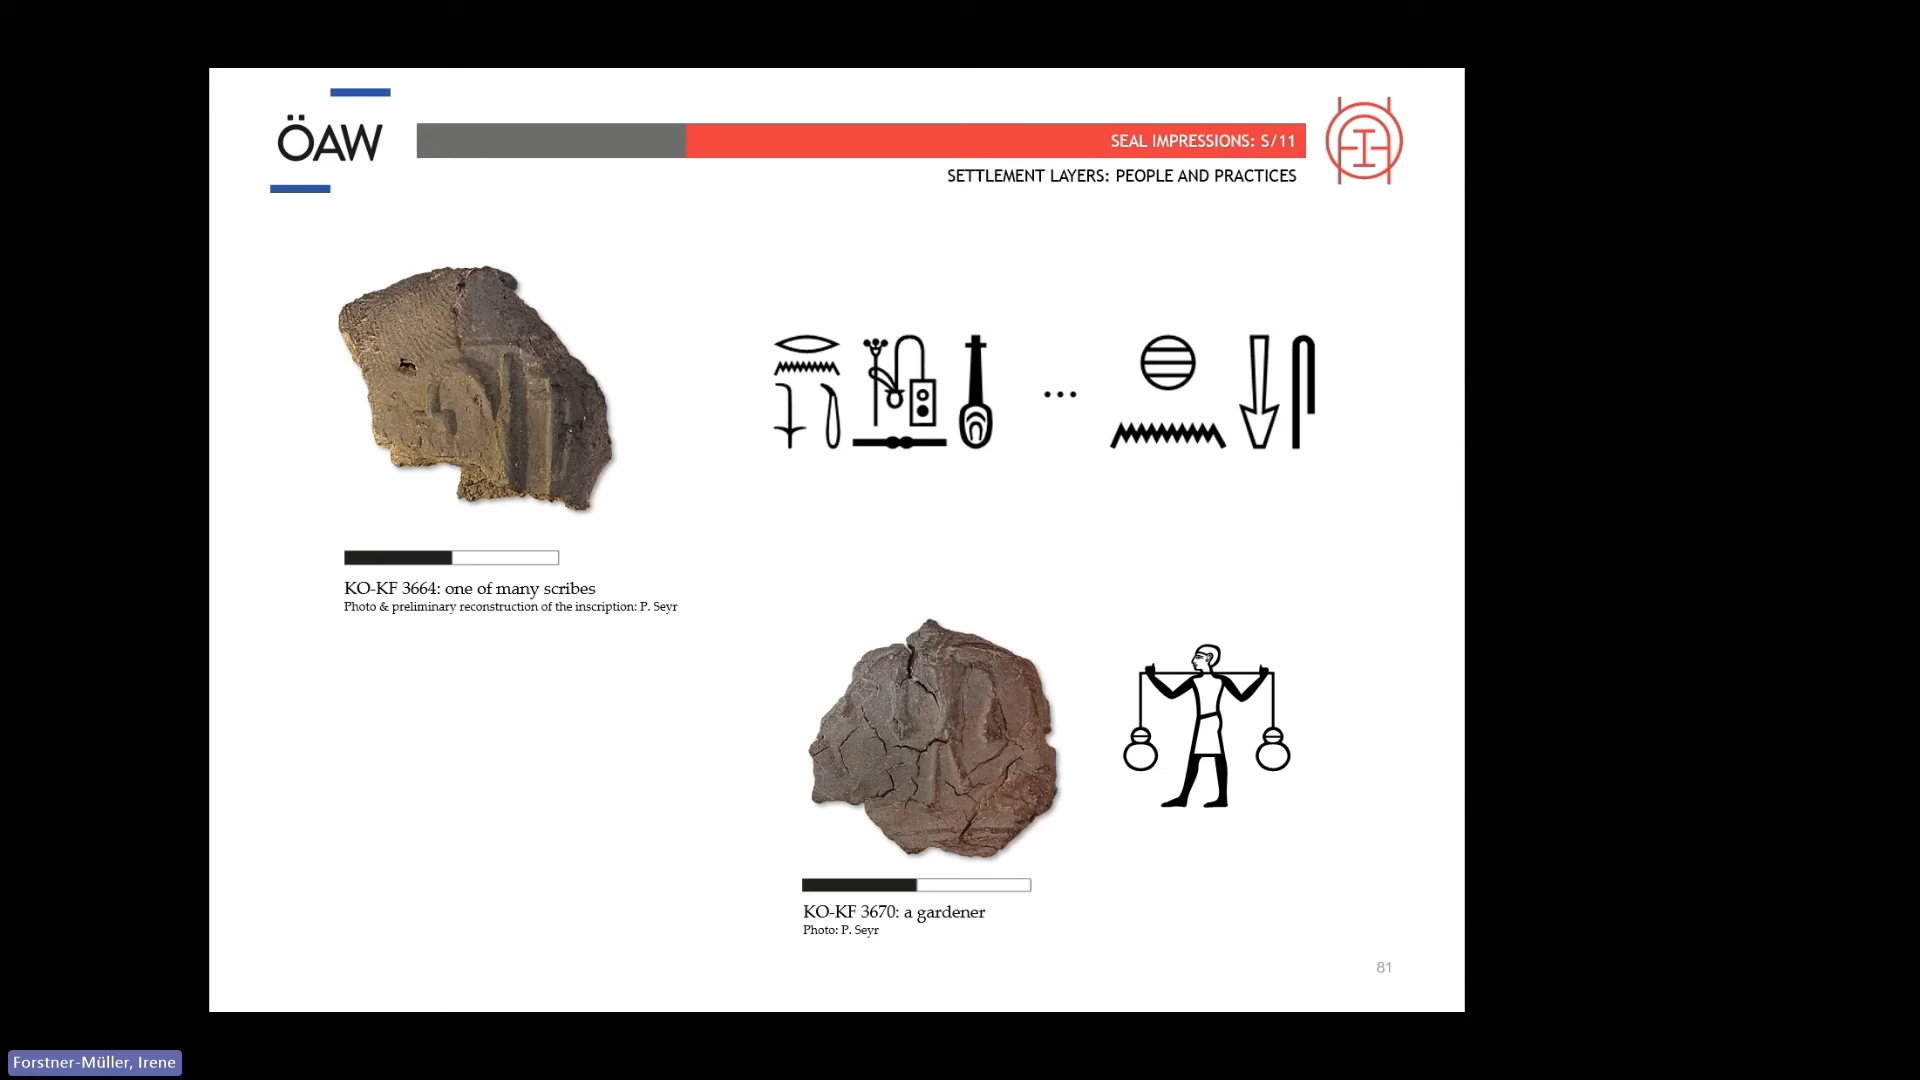 ÖAW
SEAL IMPRESSIONS: S/11
SETTLEMENT LAYERS: PEOPLE AND PRACTICES
...
KO-KF 3664: one of many scribes
Photo & preliminary reconstruction of the inscription: P. Seyr
KO-KF 3670: a gardener
Photo: P. Seyr
81
Forstner-Müller, Irene